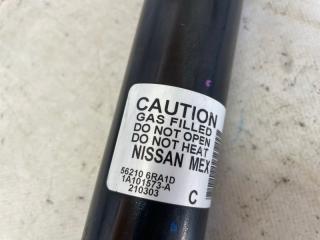 CAUTION
GAS FILLED
DO NOT OPEN
DO NOT HEAT
NISSAN MEX
56210 6RA1D
1A101573-A
210303
C